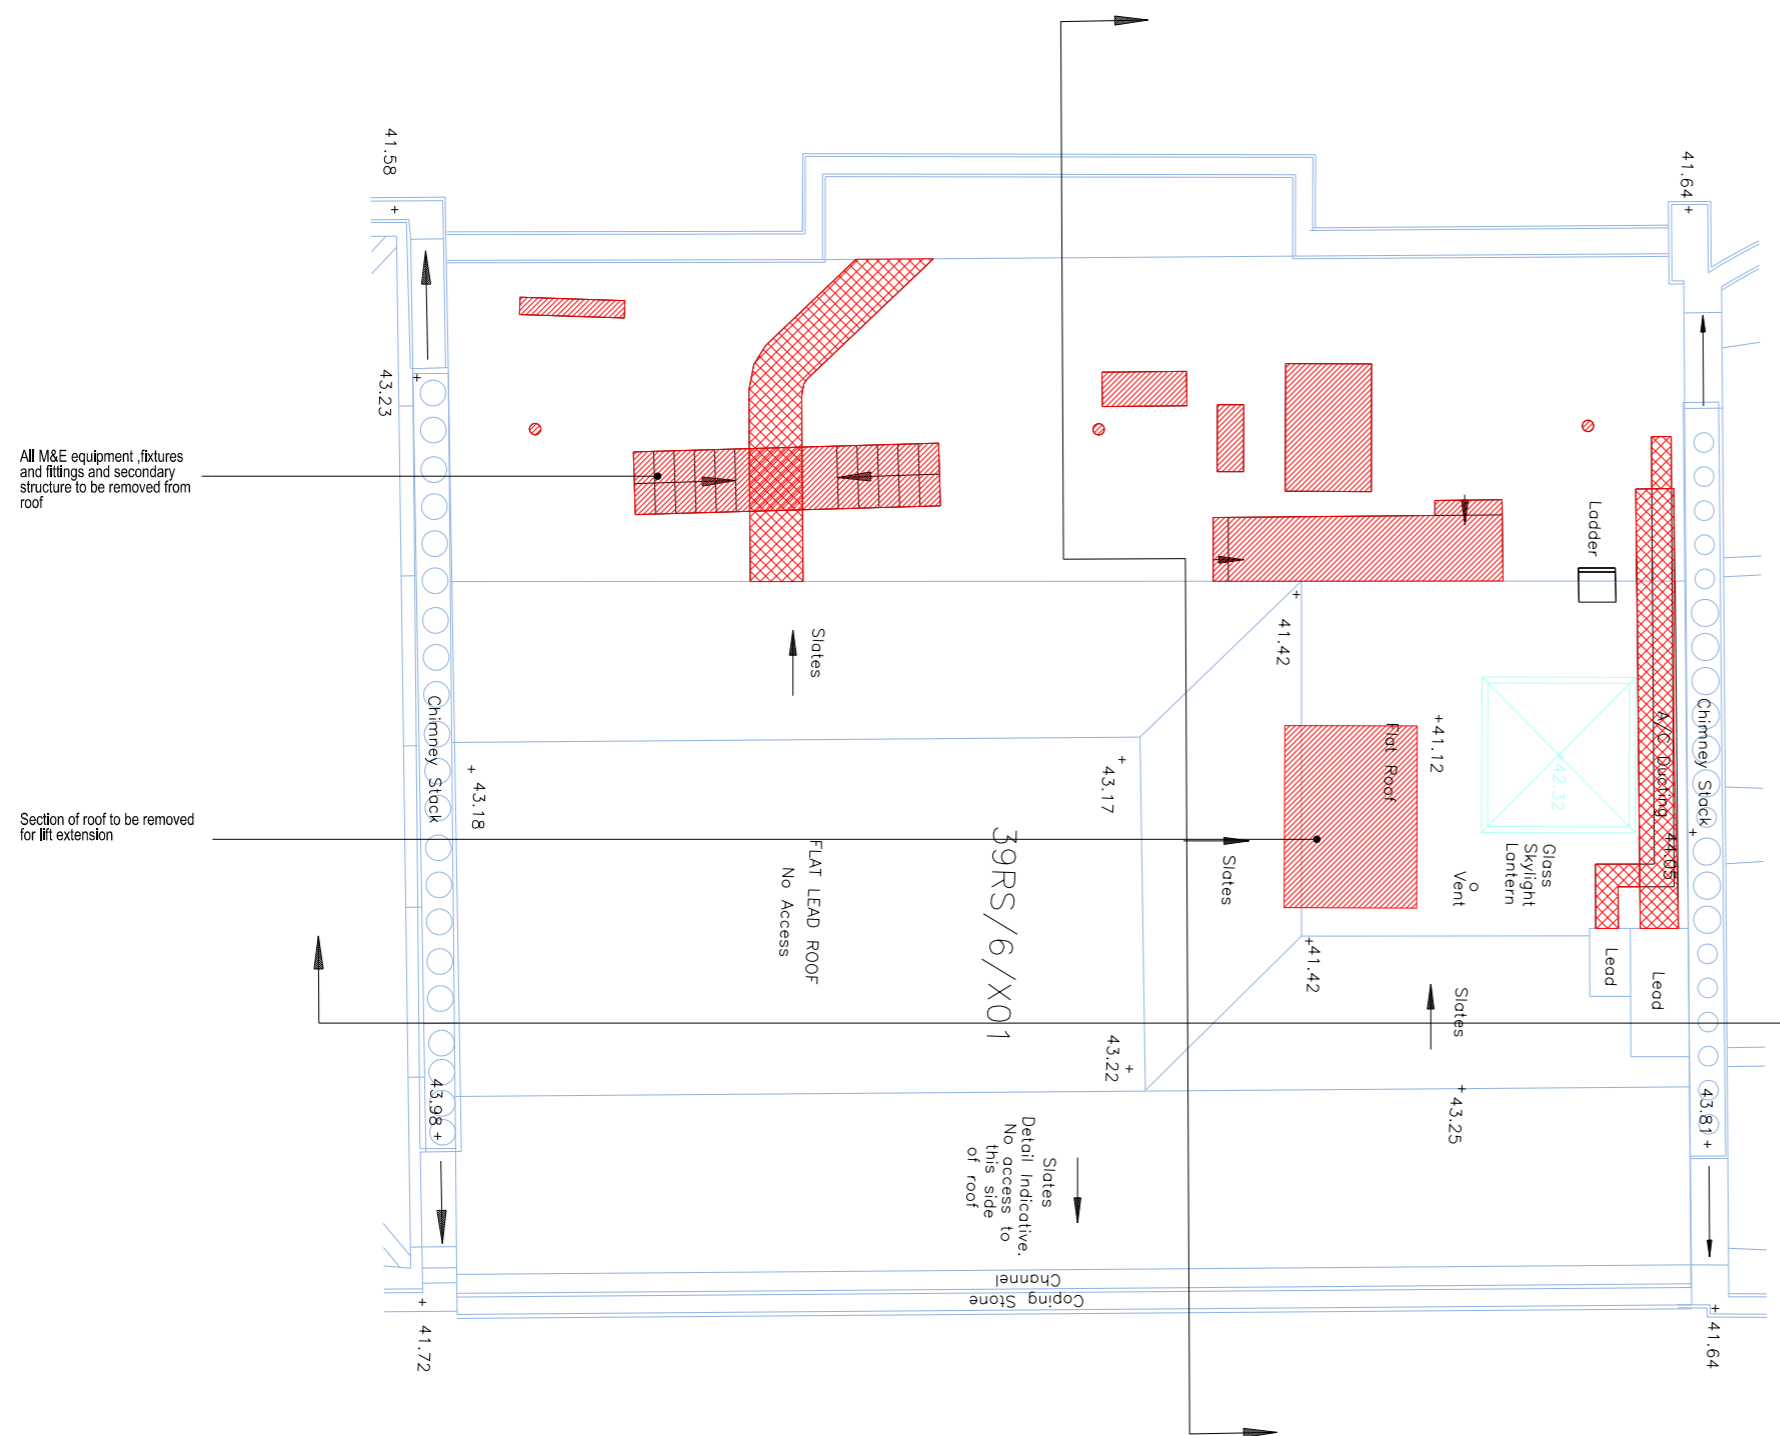 41.58
41.64
43.23
All M&E equipment ,fixtures
and fittings and secondary
structure to be removed from
roof
Ladder
Slates
41.42
Chimney Stack
43.18
43.17
Flat Roof
41.12
42.32
A/C Ducting
44.05
Chimney Stack
Section of roof to be removed
for lift extension
FLAT LEAD ROOF
No Access
39RS/6/X01
Slates
Vent
Glass
Skylight
Lantern
41.42
Lead
Lead
Slates
43.22
43.25
43.98
43.81
Slates
Detail Indicative.
No access to
this side
of roof
Channel
Coping Stone
41.72
41.64